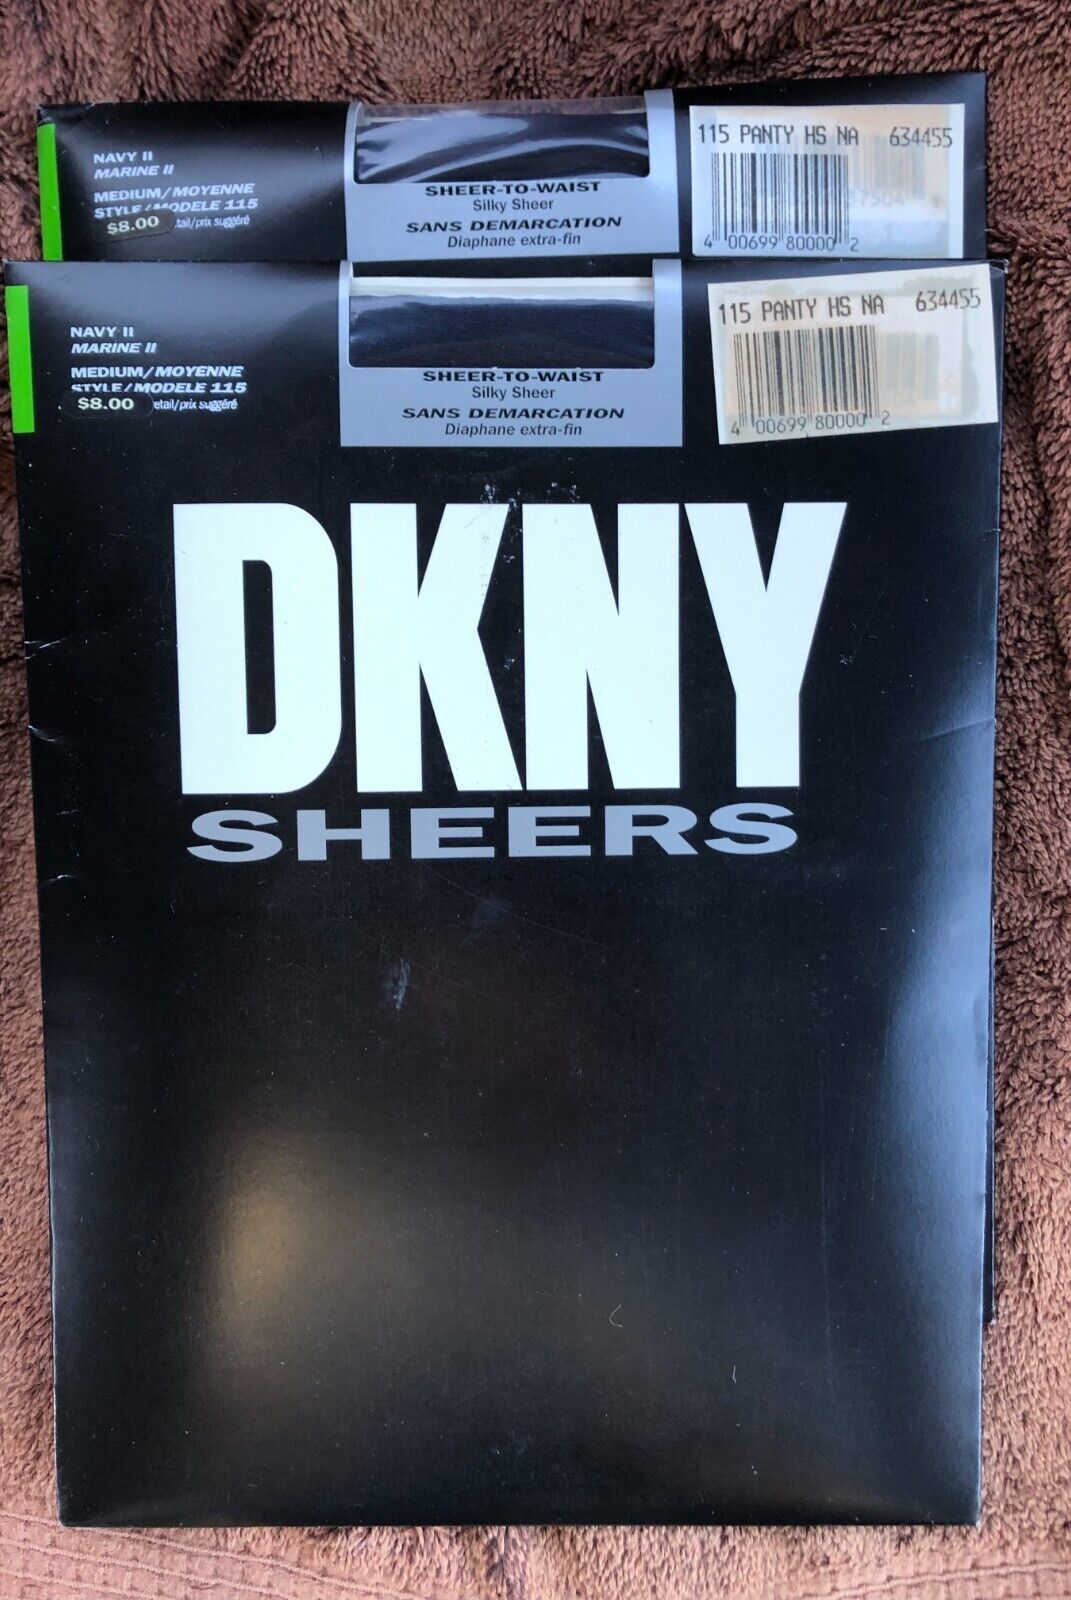 NAVY II
MARINE II
MEDIUM/MOYENNE
STYLE/MODELE 115
$8.00 tail/prix suggéré
SHEER-TO-WAIST
Silky Sheer
SANS DEMARCATION
Diaphane extra-fin
115 PANTY HS NA 634455
4 00699 80000 2
NAVY II
MARINE II
MEDIUM/MOYENNE
STYLE/MODELE 115
$8.00 etail/prix suggéré
SHEER-TO-WAIST
Silky Sheer
SANS DEMARCATION
Diaphane extra-fin
115 PANTY HS NA 634455
4 00699 80000 2
DKNY
SHEERS